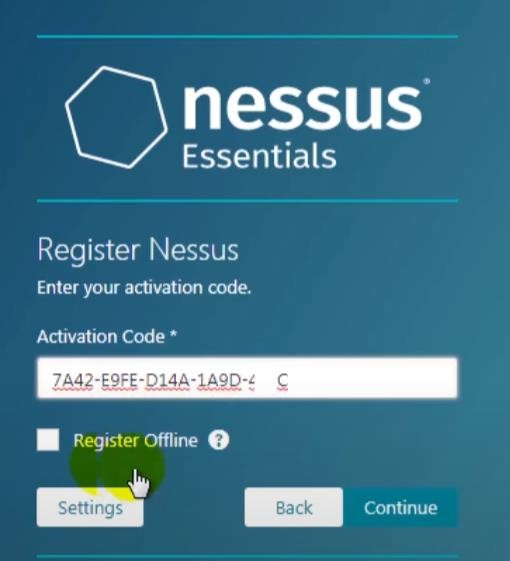 nessus®
Essentials
Register Nessus
Enter your activation code.
Activation Code *
7A42-E9FE-D14A-1A9D-4 C
Register Offline ?
Settings Back Continue